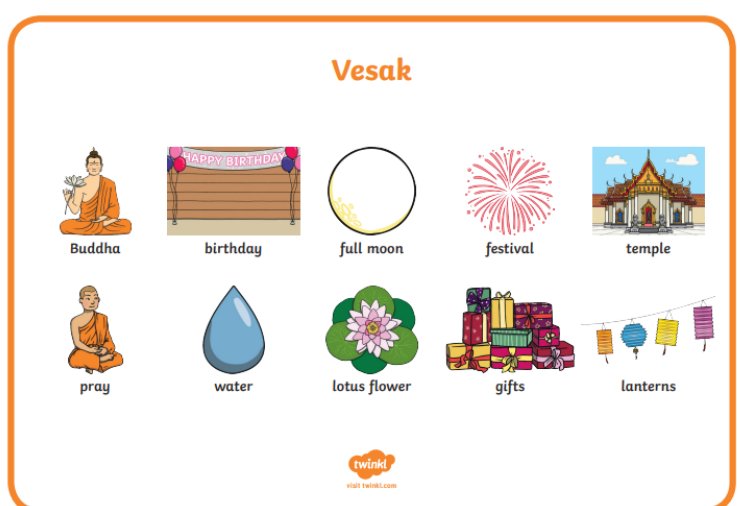 Vesak
HAPPY BIRTHDAY
Buddha birthday full moon festival temple
pray water lotus flower gifts lanterns
twinkl
visit twinkl.com